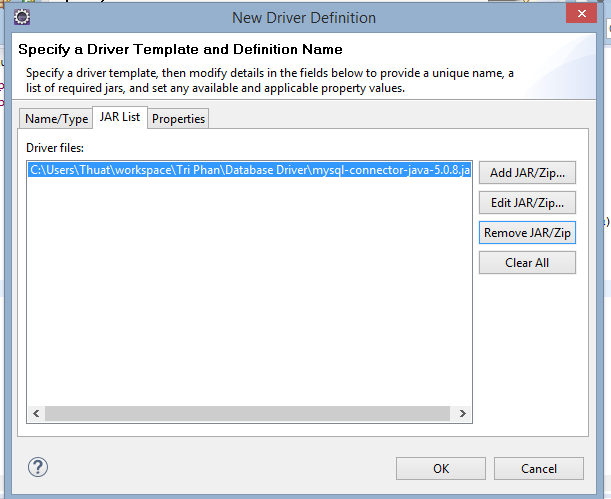 New Driver Definition
Specify a Driver Template and Definition Name
Specify a driver template, then modify details in the fields below to provide a unique name, a
list of required jars, and set any available and applicable property values.
Name/Type JAR List Properties
Driver files:
C:\Users\Thuat\workspace\Tri Phan\Database Driver\mysql-connector-java-5.0.8.ja
Add JAR/Zip...
Edit JAR/Zip...
Remove JAR/Zip
Clear All
OK Cancel